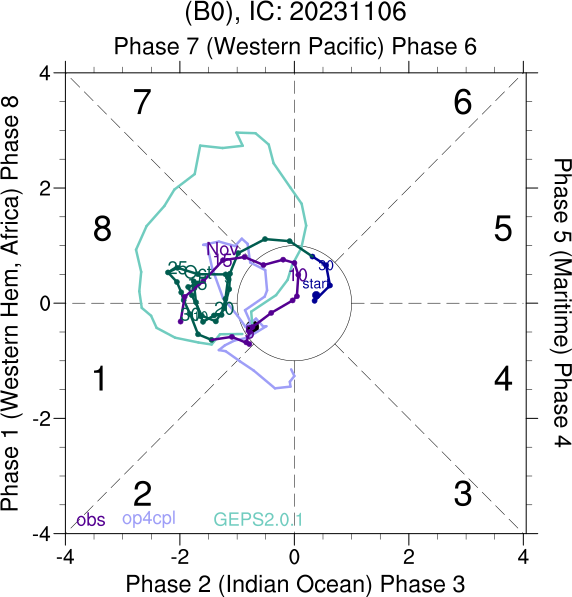 (B0), IC: 20231106
Phase 7 (Western Pacific) Phase 6
4
7
6
Phase 1 (Western Hem, Africa) Phase 8
Phase 5 (Maritime) Phase 4
2
8
5
Nov
15
25
Oct
10
30
start
0
20
30
1
4
-2
2
3
obs
op4cpl
GEPS2.0.1
-4
-4
-2
0
2
4
Phase 2 (Indian Ocean) Phase 3